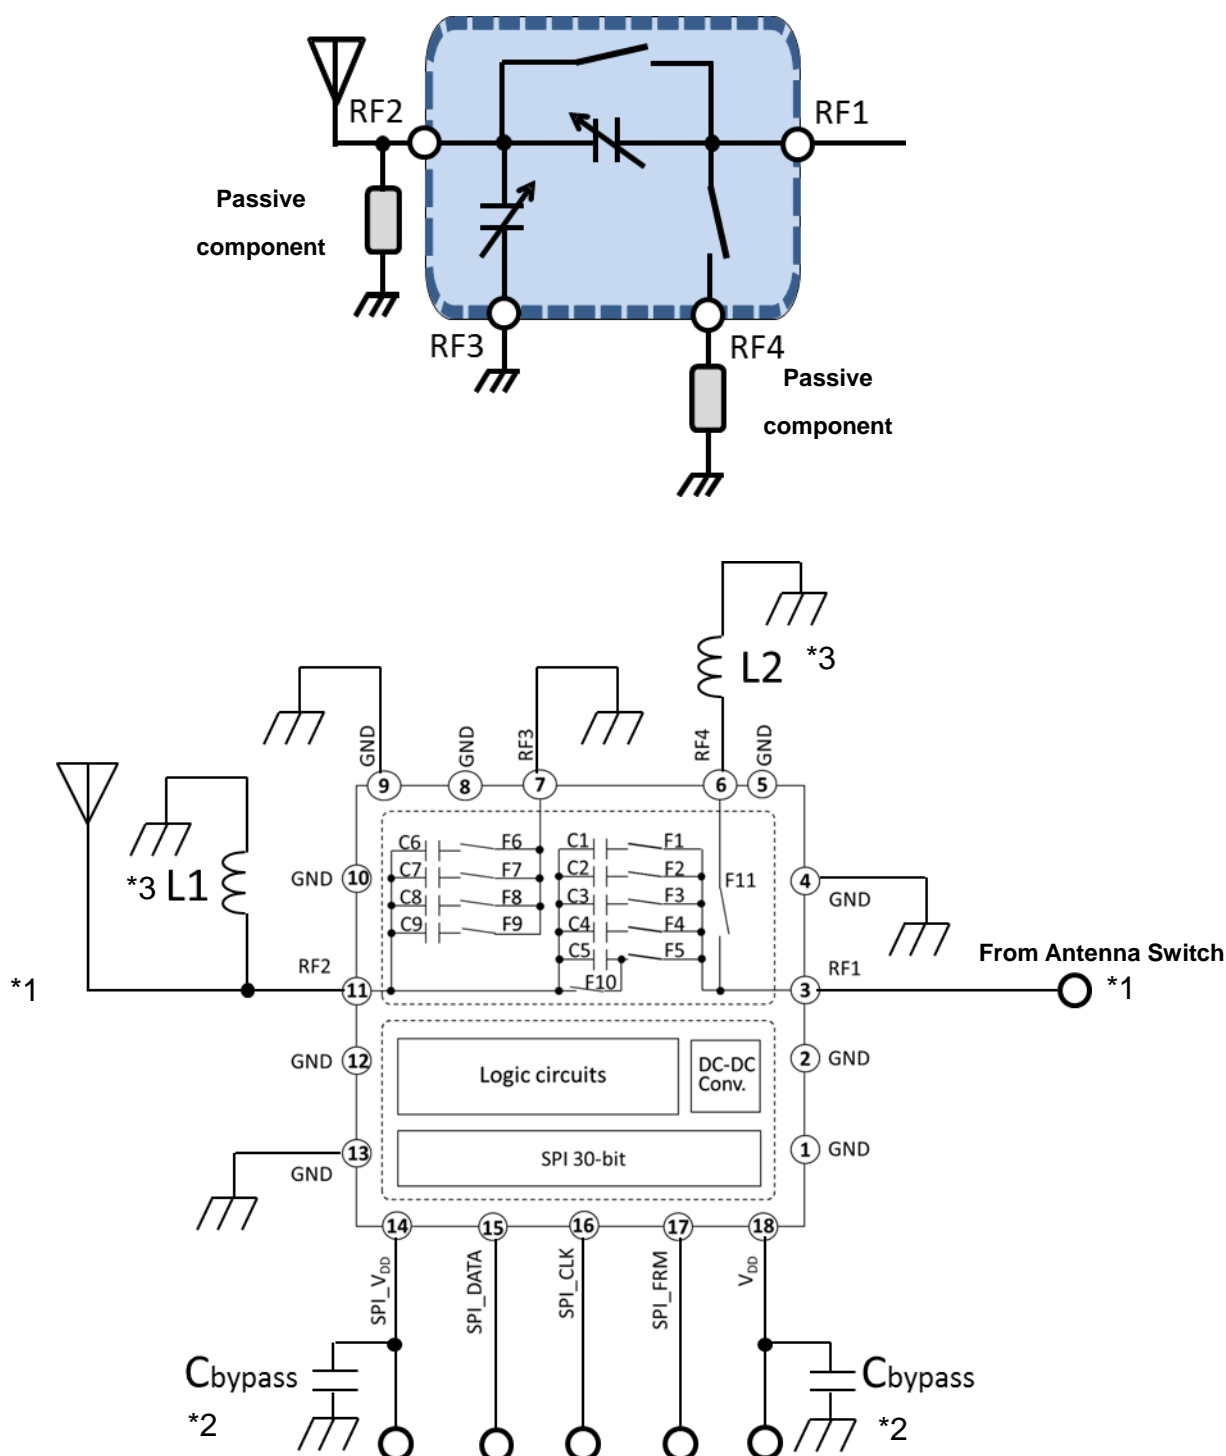 RF2
RF1
Passive
component
RF3
RF4
Passive
component
L2 *3
GND
GND
RF3
RF4
GND
9
8
7
6
5
*3 L1
C6 F6
C7 F7
C8 F8
C9 F9
C1 F1
C2 F2
C3 F3
C4 F4
C5 F5
F10
F11
GND 10
4
GND
From Antenna Switch
*1
RF2
11
RF1
3
*1
GND 12
Logic circuits
DC-DC
Conv.
2 GND
13
GND
SPI 30-bit
1 GND
14
15
16
17
18
SPI_VDD
SPI_DATA
SPI_CLK
SPI_FRM
VDD
Cbypass
*2
Cbypass
*2